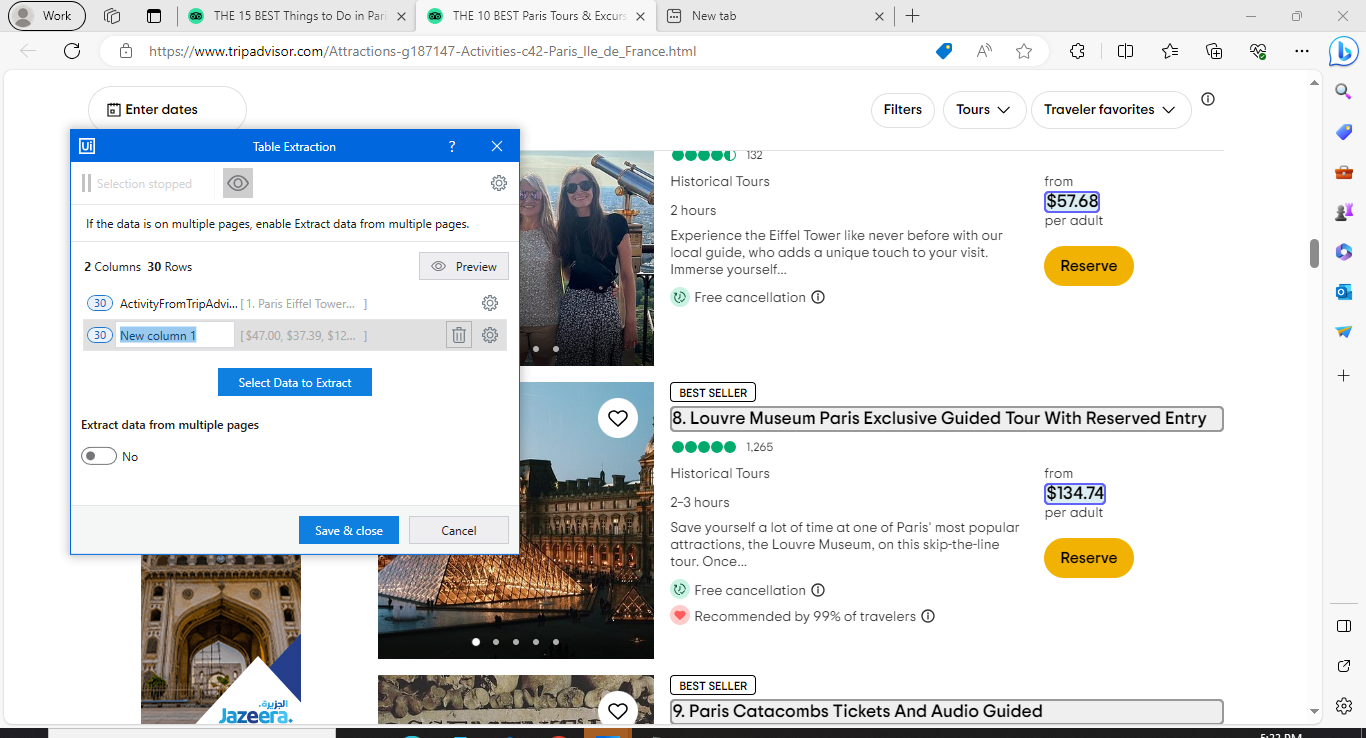 Work
THE 15 BEST Things to Do in Pari
THE 10 BEST Paris Tours & Excurs
New tab
https://www.tripadvisor.com/Attractions-g187147-Activities-c42-Paris_Ile_de_France.html
Enter dates
Filters
Tours
Traveler favorites
Ui
Table Extraction
?
Selection stopped
If the data is on multiple pages, enable Extract data from multiple pages.
2 Columns 30 Rows
Preview
30 ActivityFromTripAdvi... [ 1. Paris Eiffel Tower... ]
30 New column 1 [ $47.00, $37.39, $12... ]
Select Data to Extract
Extract data from multiple pages
No
Save & close
Cancel
132
Historical Tours
2 hours
Experience the Eiffel Tower like never before with our
local guide, who adds a unique touch to your visit.
Immerse yourself...
Free cancellation
from
$57.68
per adult
Reserve
BEST SELLER
8. Louvre Museum Paris Exclusive Guided Tour With Reserved Entry
1,265
Historical Tours
2–3 hours
Save yourself a lot of time at one of Paris' most popular
attractions, the Louvre Museum, on this skip-the-line
tour. Once...
Free cancellation
Recommended by 99% of travelers
from
$134.74
per adult
Reserve
BEST SELLER
9. Paris Catacombs Tickets And Audio Guided
الجزيرة
Jazeera
5:22 PM